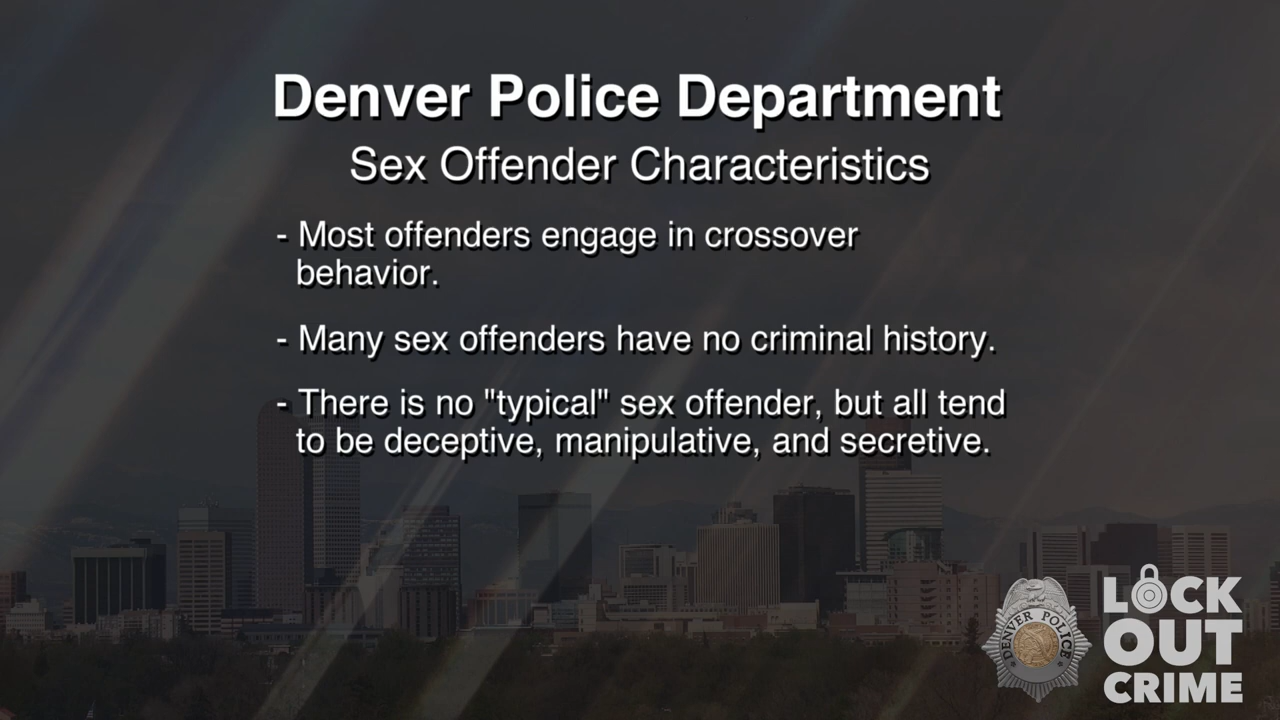 Denver Police Department
Sex Offender Characteristics
- Most offenders engage in crossover
behavior.
- Many sex offenders have no criminal history.
- There is no "typical" sex offender, but all tend
to be deceptive, manipulative, and secretive.
DENVER POLICE
LOCK
OUT
CRIME